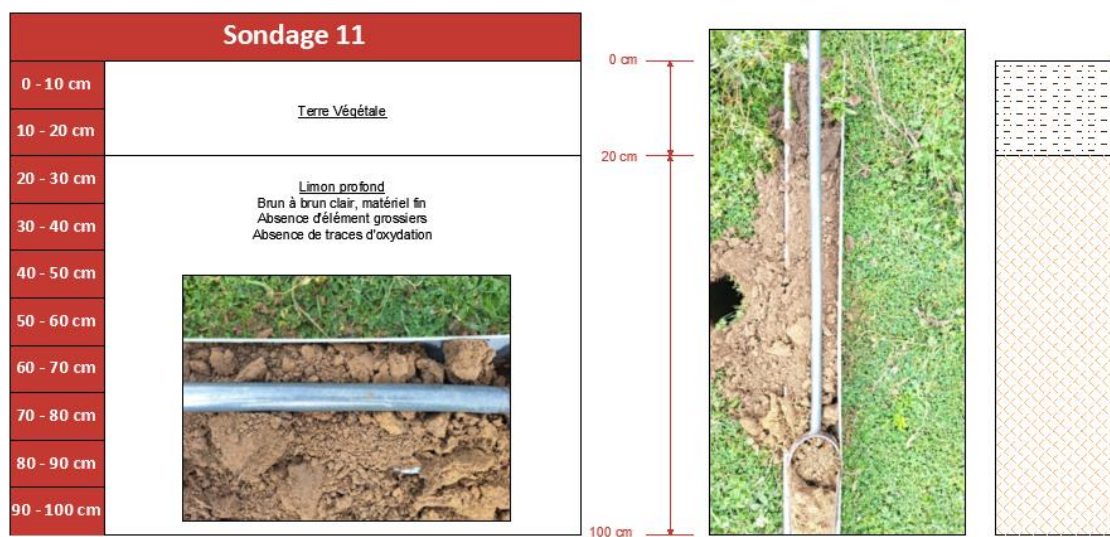 Sondage 11
0 - 10 cm
10 - 20 cm
20 - 30 cm
30 - 40 cm
40 - 50 cm
50 - 60 cm
60 - 70 cm
70 - 80 cm
80 - 90 cm
90 - 100 cm
Terre Végétale
Limon profond
Brun à brun clair, matériel fin
Absence d'élément grossiers
Absence de traces d'oxydation
0 cm
20 cm
100 cm